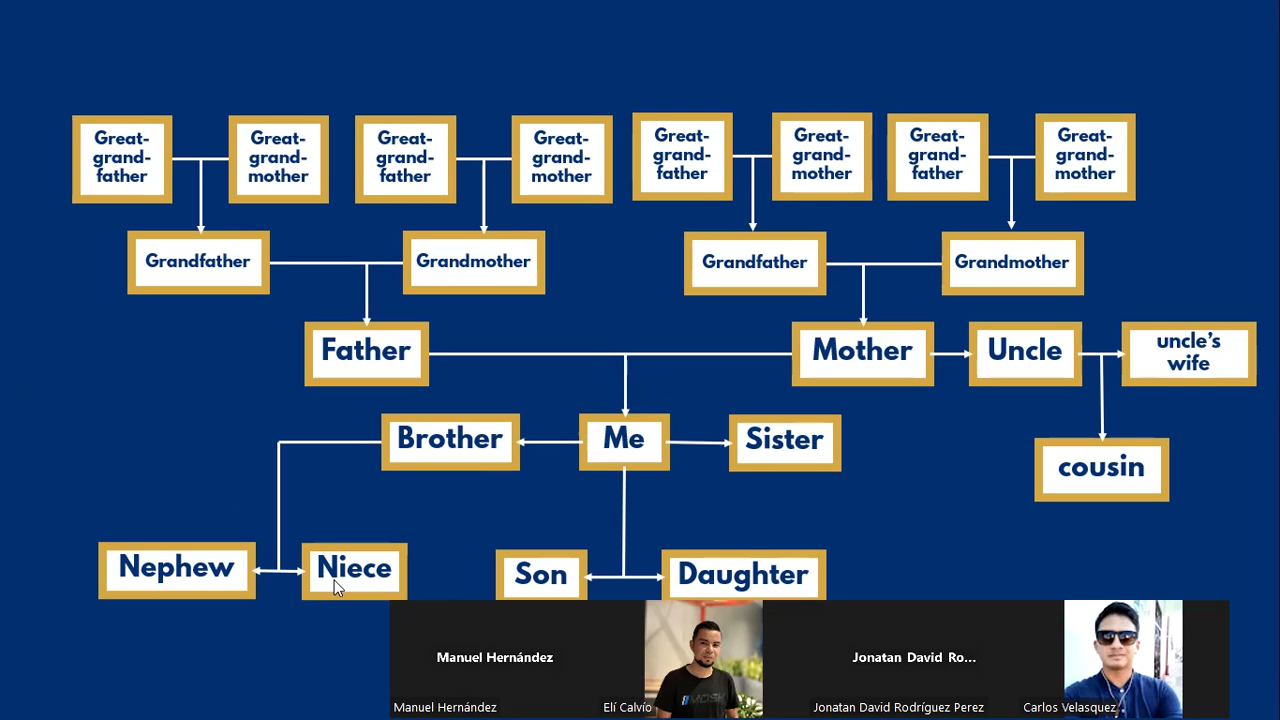 Great-
grand-
father
Great-
grand-
mother
Great-
grand-
father
Great-
grand-
mother
Great-
grand-
father
Great-
grand-
mother
Great-
grand-
father
Great-
grand-
mother
Grandfather
Grandmother
Grandfather
Grandmother
Father
Mother
Uncle
uncle's
wife
Brother
Me
Sister
cousin
Nephew
Niece
Son
Daughter
Manuel Hernández
Jonatan David Ro...
Manuel Hernández
Elí Calvío
Jonatan David Rodríguez Perez
Carlos Velasquez